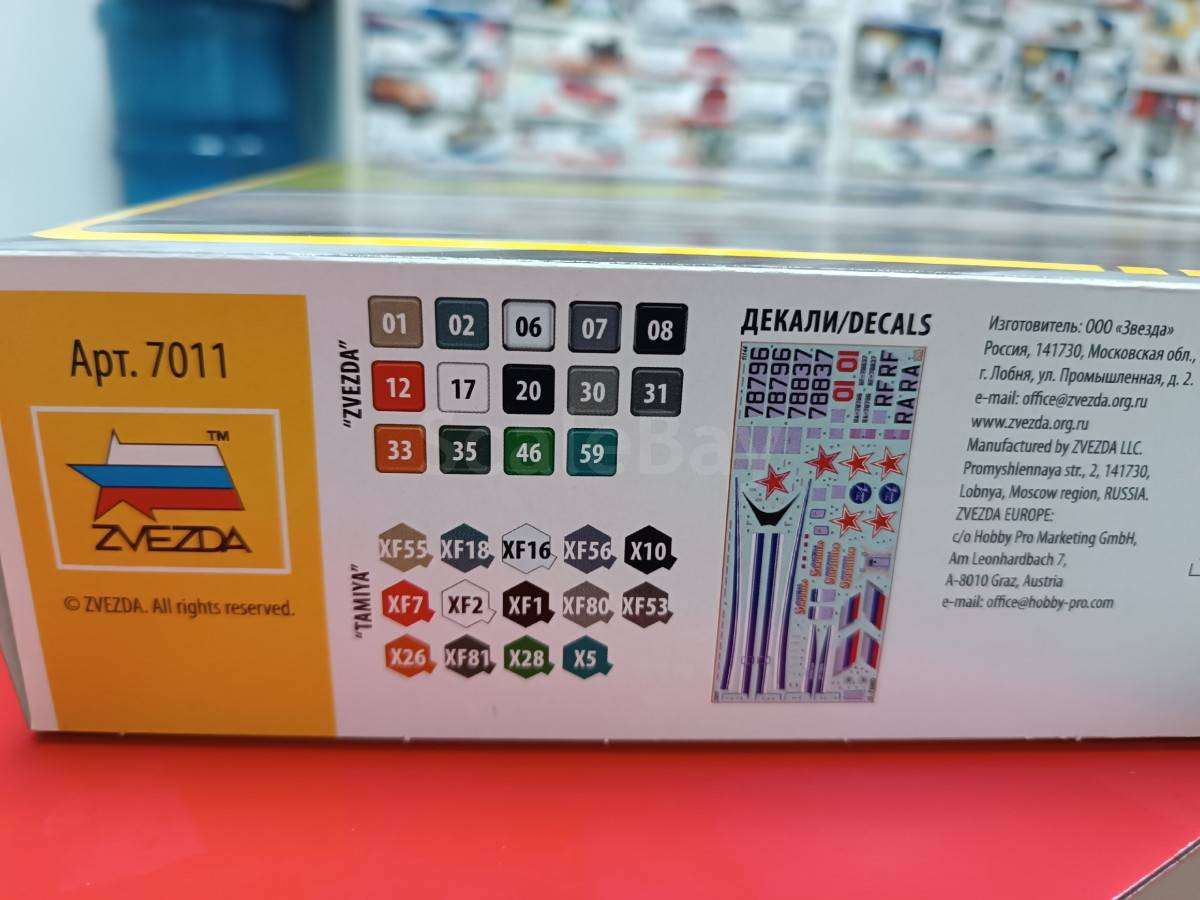 Арт. 7011
TM
ZVEZDA
© ZVEZDA. All rights reserved.
"ZVEZDA"
01 02 06 07 08
12 17 20 30 31
33 35 46 59
"TAMIYA"
XF55 XF18 XF16 XF56 X10
XF7 XF2 XF1 XF80 XF53
X26 XF81 X28 X5
ДЕКАЛИ/DECALS
78796
78796
78837
78837
10 10
RF.RF
RA RA
Изготовитель: ООО «Звезда»
Россия, 141730, Московская обл.,
г. Лобня, ул. Промышленная, д. 2.
e-mail: office@zvezda.org.ru
www.zvezda.org.ru
Manufactured by ZVEZDA LLC.
Promyshlennaya str., 2, 141730,
Lobnya, Moscow region, RUSSIA.
ZVEZDA EUROPE:
c/o Hobby Pro Marketing GmbH,
Am Leonhardbach 7,
A-8010 Graz, Austria
e-mail: office@hobby-pro.com